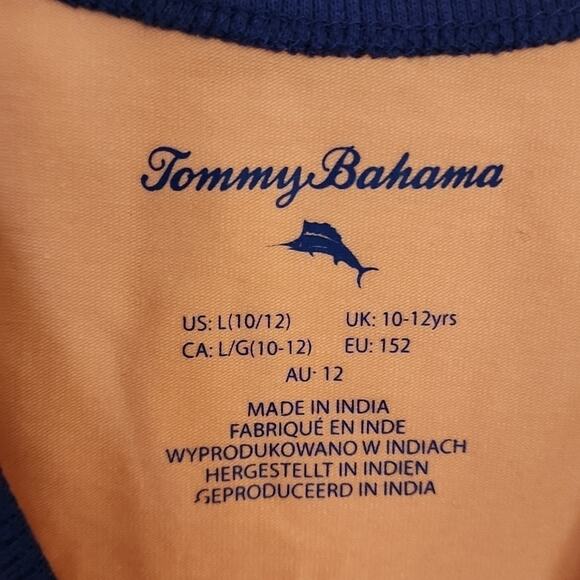 Tommy Bahama
US: L(10/12) UK: 10-12yrs
CA: L/G(10-12) EU: 152
AU: 12
MADE IN INDIA
FABRIQUÉ EN INDE
WYPRODUKOWANO W INDIACH
HERGESTELLT IN INDIEN
GEPRODUCEERD IN INDIA